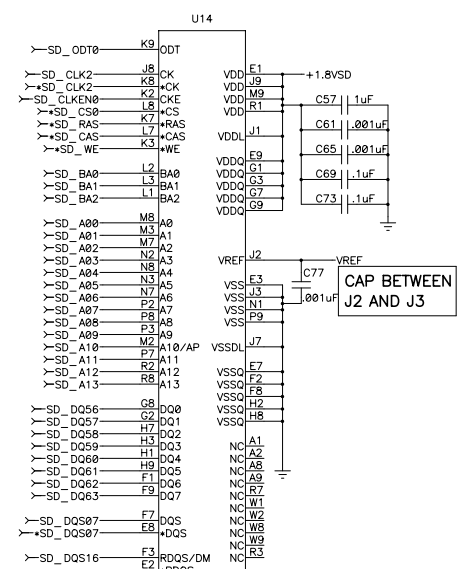 U14
SD_ODT0 K9 ODT
SD_CLK2 J8 CK
*SD_CLK2 K8 *CK
SD_CLKEN0 K2 CKE
*SD_CS0 L8 *CS
*SD_RAS K7 *RAS
*SD_CAS L7 *CAS
*SD_WE K3 *WE
SD_BA0 L2 BA0
SD_BA1 L3 BA1
SD_BA2 L1 BA2
SD_A00 M8 A0
SD_A01 M3 A1
SD_A02 M7 A2
SD_A03 N2 A3
SD_A04 N8 A4
SD_A05 N3 A5
SD_A06 N7 A6
SD_A07 P2 A7
SD_A08 P8 A8
SD_A09 P3 A9
SD_A10 M2 A10/AP
SD_A11 P7 A11
SD_A12 R2 A12
SD_A13 R8 A13
SD_DQ56 G8 DQ0
SD_DQ57 G2 DQ1
SD_DQ58 H7 DQ2
SD_DQ59 H3 DQ3
SD_DQ60 H1 DQ4
SD_DQ61 H9 DQ5
SD_DQ62 F1 DQ6
SD_DQ63 F9 DQ7
SD_DQS07 F7 DQS
*SD_DQS07 E8 *DQS
SD_DQS16 F3 RDQS/DM
E2 *RDQS
VDD E1 +1.8VSD
VDD J9
VDD M9
VDD R1
VDDL J1
VDDQ E9
VDDQ G1
VDDQ G3
VDDQ G7
VDDQ G9
C57 1uF
C61 .001uF
C65 .001uF
C69 .1uF
C73 .1uF
VREF J2 VREF
C77
.001uF
CAP BETWEEN
J2 AND J3
VSS E3
VSS J3
VSS N1
VSS P9
VSSDL J7
VSSQ E7
VSSQ F2
VSSQ F8
VSSQ H2
VSSQ H8
NC A1
NC A2
NC A8
NC A9
NC R7
NC W1
NC W2
NC W8
NC W9
NC R3